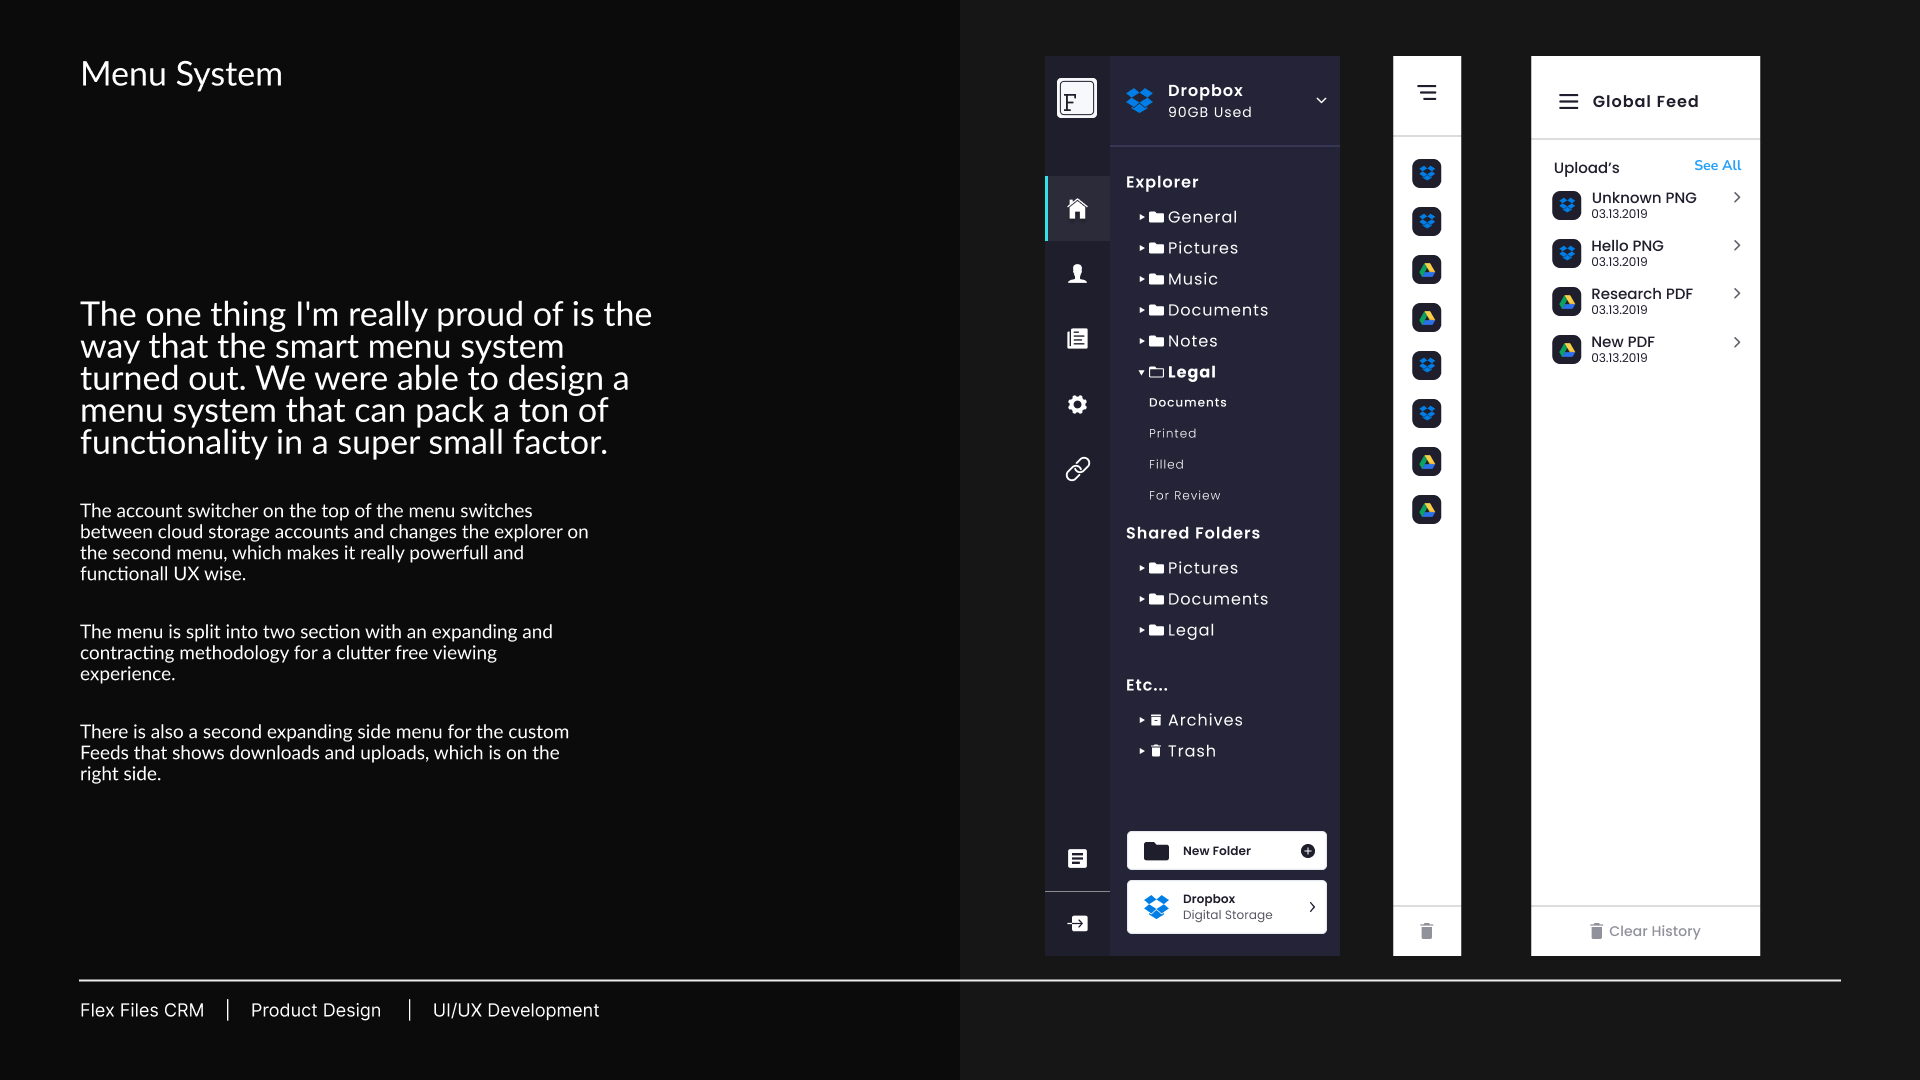 Menu System
The one thing I'm really proud of is the
way that the smart menu system
turned out. We were able to design a
menu system that can pack a ton of
functionality in a super small factor.
The account switcher on the top of the menu switches
between cloud storage accounts and changes the explorer on
the second menu, which makes it really powerfull and
functionall UX wise.
The menu is split into two section with an expanding and
contracting methodology for a clutter free viewing
experience.
There is also a second expanding side menu for the custom
Feeds that shows downloads and uploads, which is on the
right side.
F
Dropbox
90GB Used
Explorer
General
Pictures
Music
Documents
Notes
Legal
Documents
Printed
Filled
For Review
Shared Folders
Pictures
Documents
Legal
Etc...
Archives
Trash
New Folder
Dropbox
Digital Storage
Global Feed
Upload’s See All
Unknown PNG
03.13.2019
Hello PNG
03.13.2019
Research PDF
03.13.2019
New PDF
03.13.2019
Clear History
Flex Files CRM | Product Design | UI/UX Development